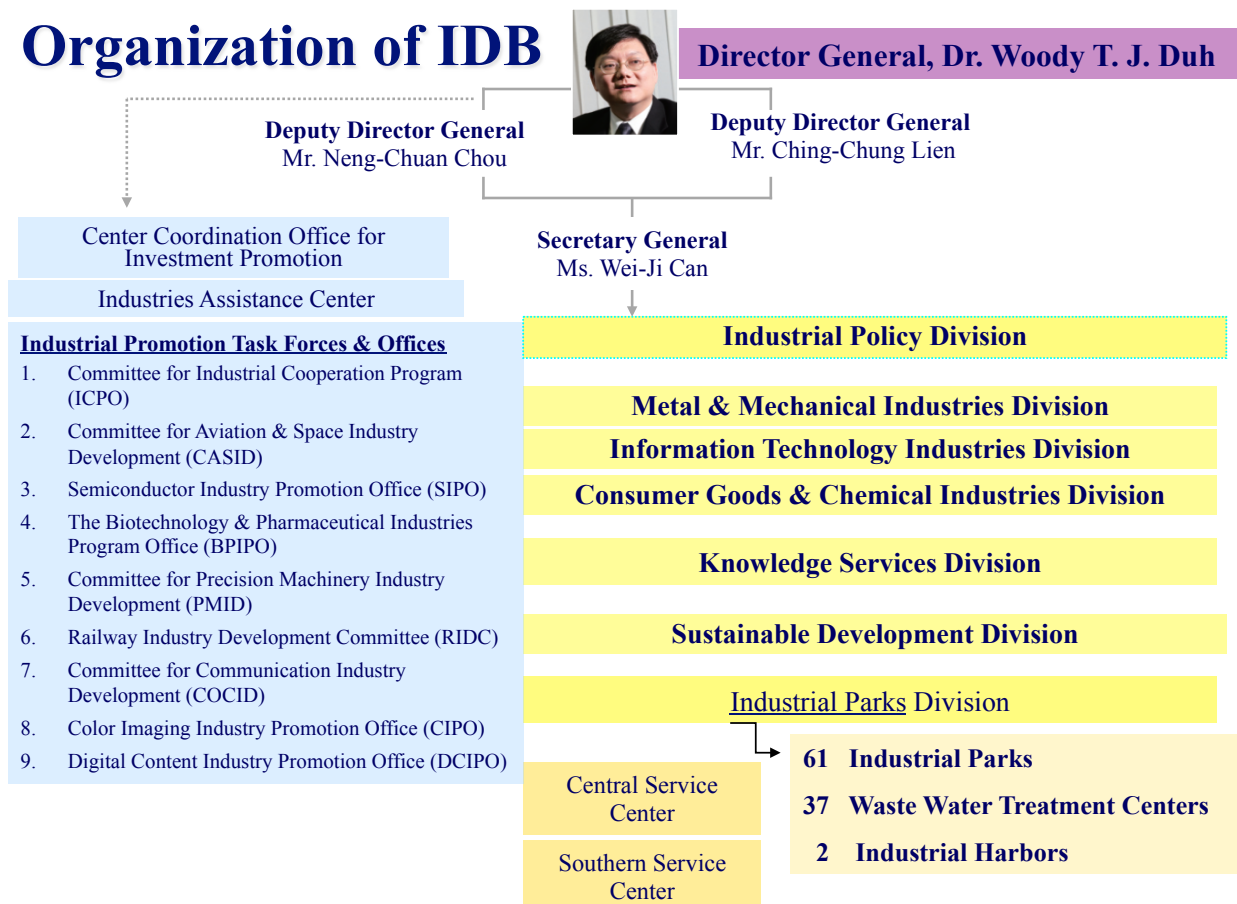 Organization of IDB
Director General, Dr. Woody T. J. Duh
Deputy Director General
Mr. Neng-Chuan Chou
Deputy Director General
Mr. Ching-Chung Lien
Secretary General
Ms. Wei-Ji Can
Center Coordination Office for
Investment Promotion
Industries Assistance Center
Industrial Promotion Task Forces & Offices
1. Committee for Industrial Cooperation Program
(ICPO)
2. Committee for Aviation & Space Industry
Development (CASID)
3. Semiconductor Industry Promotion Office (SIPO)
4. The Biotechnology & Pharmaceutical Industries
Program Office (BPIPO)
5. Committee for Precision Machinery Industry
Development (PMID)
6. Railway Industry Development Committee (RIDC)
7. Committee for Communication Industry
Development (COCID)
8. Color Imaging Industry Promotion Office (CIPO)
9. Digital Content Industry Promotion Office (DCIPO)
Industrial Policy Division
Metal & Mechanical Industries Division
Information Technology Industries Division
Consumer Goods & Chemical Industries Division
Knowledge Services Division
Sustainable Development Division
Industrial Parks Division
61 Industrial Parks
37 Waste Water Treatment Centers
2 Industrial Harbors
Central Service
Center
Southern Service
Center